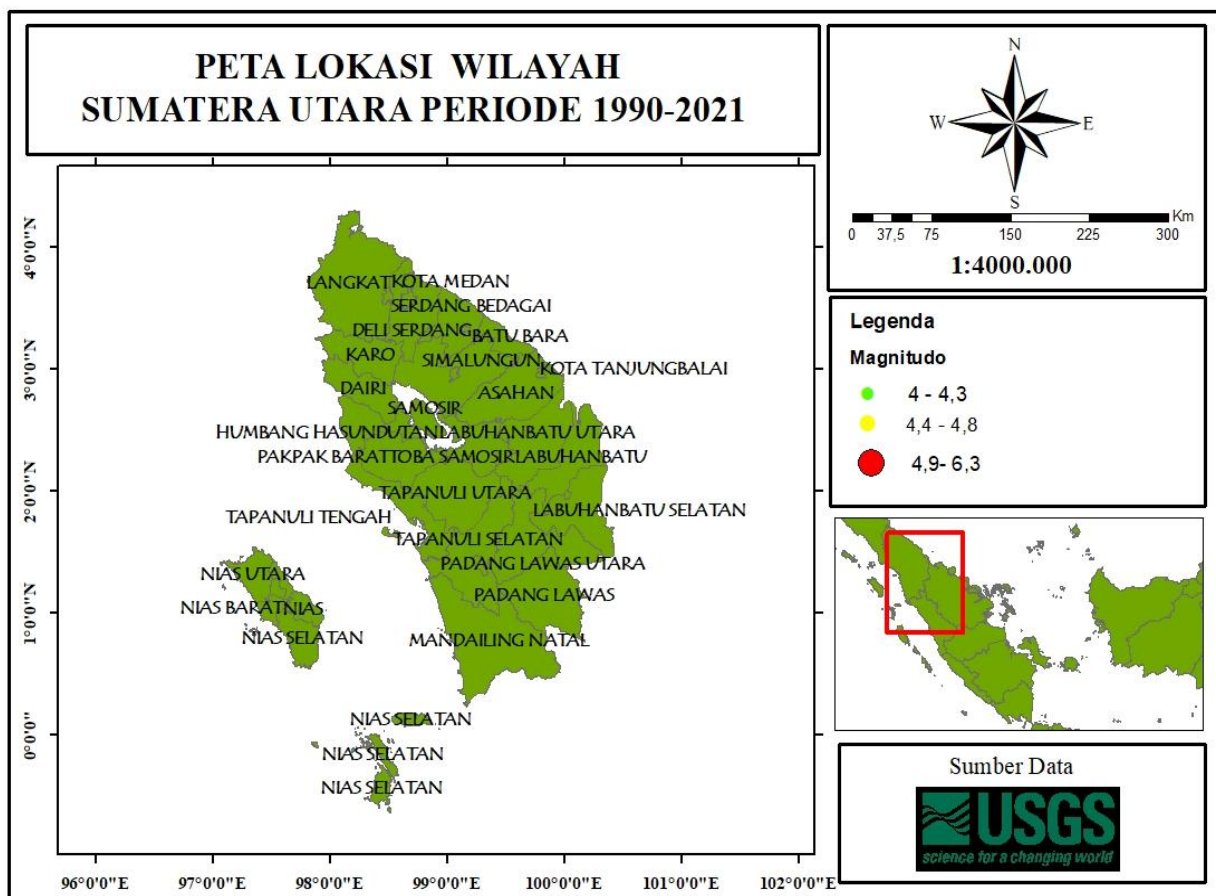 PETA LOKASI WILAYAH
SUMATERA UTARA PERIODE 1990-2021
N
W
E
S
0 37,5 75 150 225 300 Km
1:4000.000
Legenda
Magnitudo
4 - 4,3
4,4 - 4,8
4,9- 6,3
Sumber Data
USGS
science for a changing world
4°0'0"N
3°0'0"N
2°0'0"N
1°0'0"N
0°0'0"
LANGKAT
KOTA MEDAN
SERDANG BEDAGAI
DELI SERDANG
BATU BARA
KARO
SIMALUNGUN
KOTA TANJUNGBALAI
DAIRI
ASAHAN
SAMOSIR
HUMBANG HASUNDUTAN
LABUHANBATU UTARA
PAKPAK BARAT
TOBA SAMOSIR
LABUHANBATU
TAPANULI UTARA
LABUHANBATU SELATAN
TAPANULI TENGAH
TAPANULI SELATAN
PADANG LAWAS UTARA
NIAS UTARA
PADANG LAWAS
NIAS BARAT
NIAS
NIAS SELATAN
MANDAILING NATAL
NIAS SELATAN
NIAS SELATAN
NIAS SELATAN
96°0'0"E 97°0'0"E 98°0'0"E 99°0'0"E 100°0'0"E 101°0'0"E 102°0'0"E